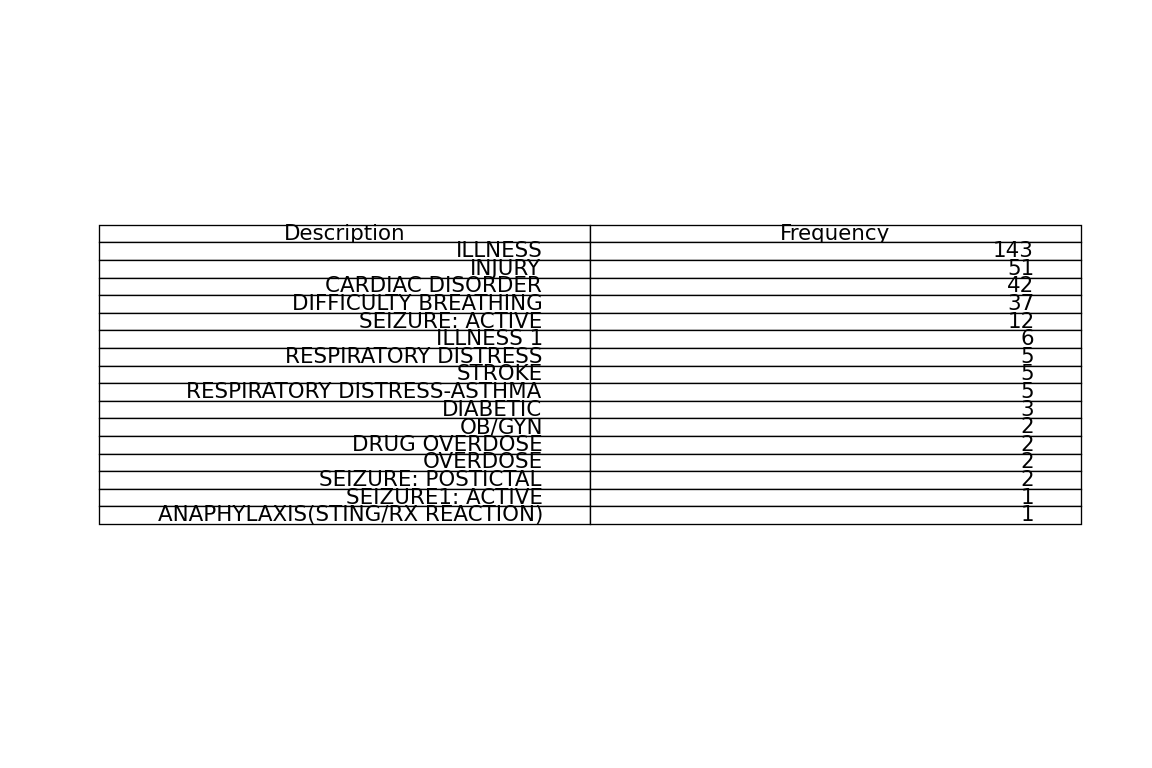 Description Frequency
ILLNESS 143
INJURY 51
CARDIAC DISORDER 42
DIFFICULTY BREATHING 37
SEIZURE: ACTIVE 12
ILLNESS 1 6
RESPIRATORY DISTRESS 5
STROKE 5
RESPIRATORY DISTRESS-ASTHMA 5
DIABETIC 3
OB/GYN 2
DRUG OVERDOSE 2
OVERDOSE 2
SEIZURE: POSTICTAL 2
SEIZURE1: ACTIVE 1
ANAPHYLAXIS(STING/RX REACTION) 1